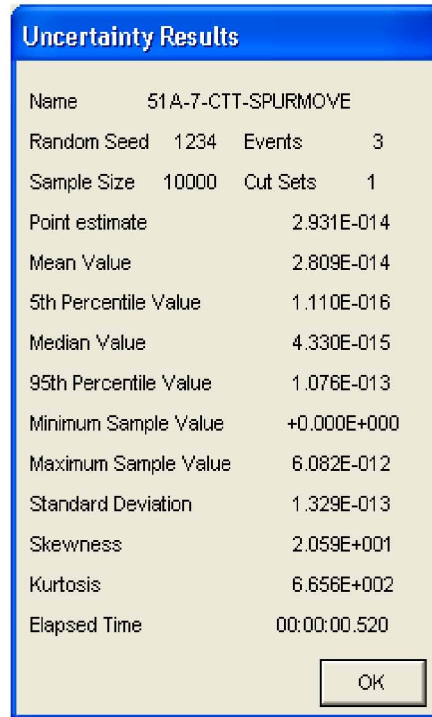 Uncertainty Results
Name 51A-7-CTT-SPURMOVE
Random Seed 1234 Events 3
Sample Size 10000 Cut Sets 1
Point estimate 2.931E-014
Mean Value 2.809E-014
5th Percentile Value 1.110E-016
Median Value 4.330E-015
95th Percentile Value 1.076E-013
Minimum Sample Value +0.000E+000
Maximum Sample Value 6.082E-012
Standard Deviation 1.329E-013
Skewness 2.059E+001
Kurtosis 6.656E+002
Elapsed Time 00:00:00.520
OK